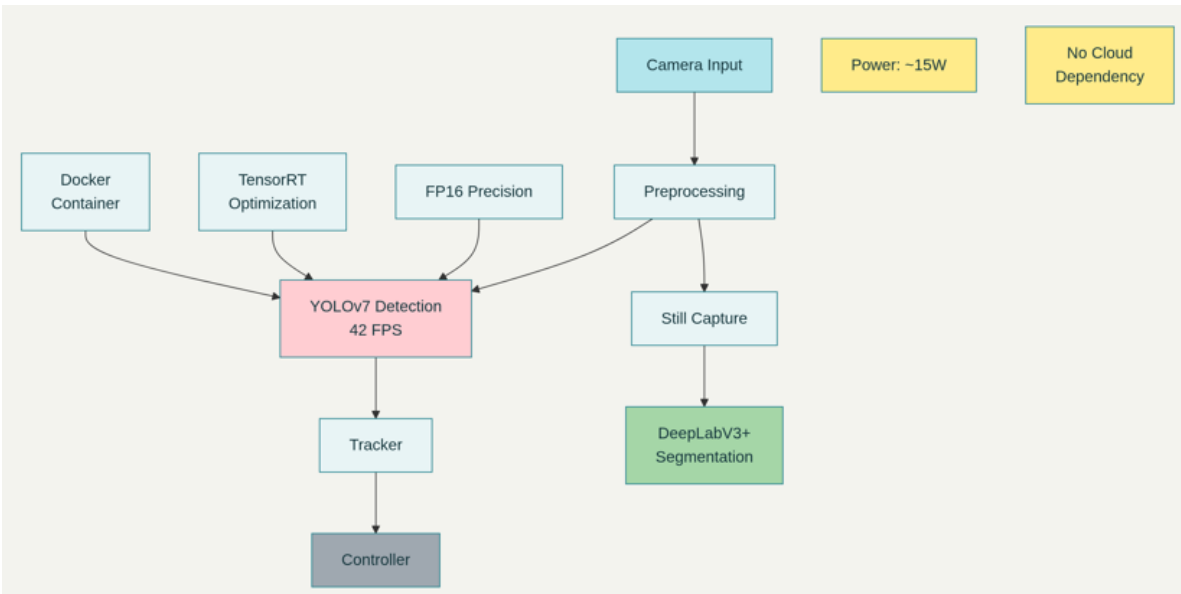 Camera Input
Power: ~15W
No Cloud
Dependency
Docker
Container
TensorRT
Optimization
FP16 Precision
Preprocessing
YOLOv7 Detection
42 FPS
Still Capture
Tracker
DeepLabV3+
Segmentation
Controller